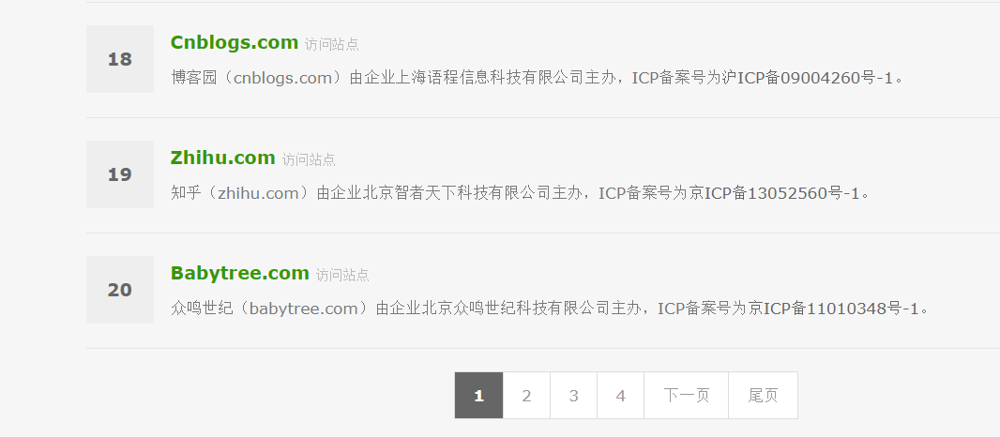 18
Cnblogs.com 访问站点
博客园（cnblogs.com）由企业上海语程信息科技有限公司主办，ICP备案号为沪ICP备09004260号-1。
19
Zhihu.com 访问站点
知乎（zhihu.com）由企业北京智者天下科技有限公司主办，ICP备案号为京ICP备13052560号-1。
20
Babytree.com 访问站点
众鸣世纪（babytree.com）由企业北京众鸣世纪科技有限公司主办，ICP备案号为京ICP备11010348号-1。
1 2 3 4 下一页 尾页